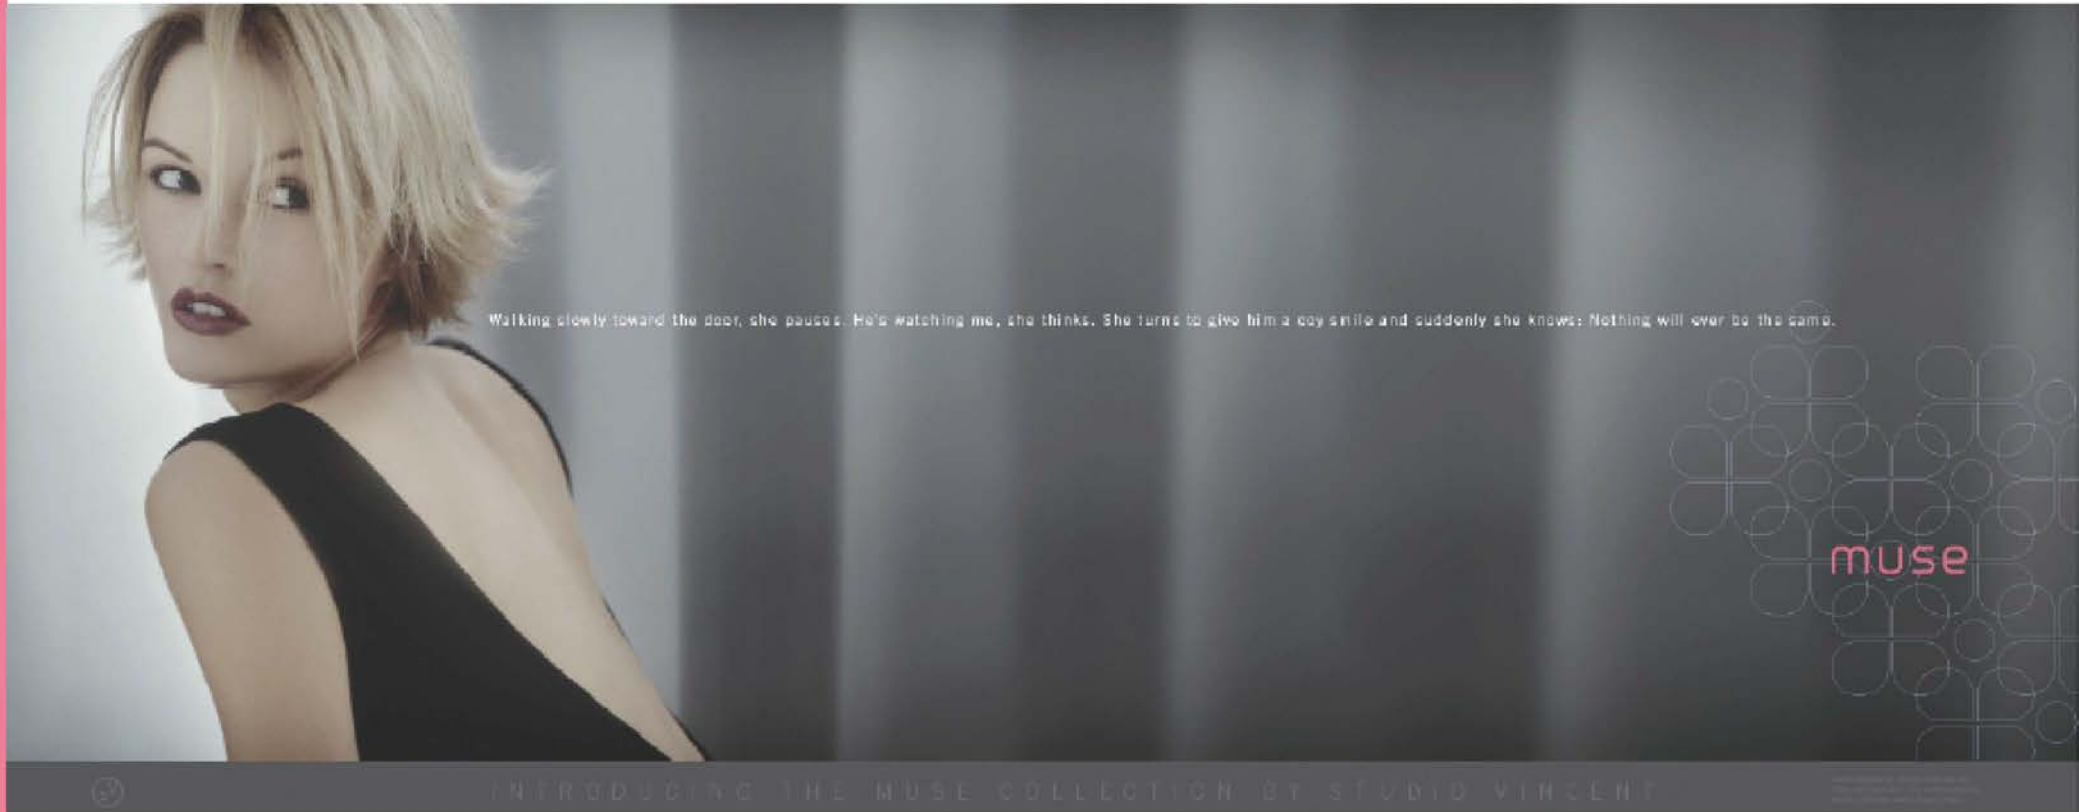 Walking slowly toward the door, she pauses. He's watching me, she thinks. She turns to give him a coy smile and suddenly she knows: Nothing will ever be the same.
muse
INTRODUCING THE MUSE COLLECTION BY STUDIO VINCENT